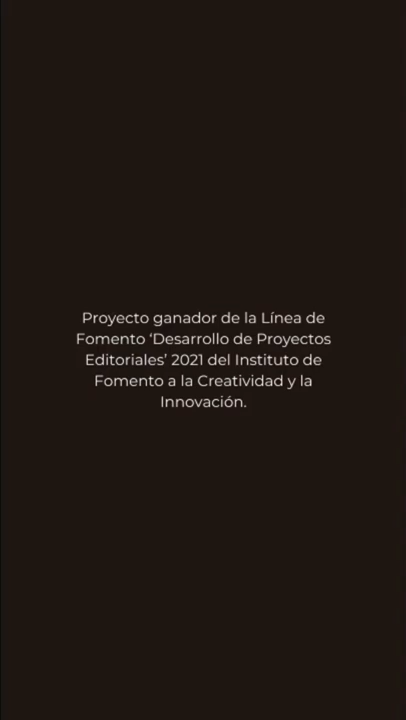 Proyecto ganador de la Línea de
Fomento ‘Desarrollo de Proyectos
Editoriales’ 2021 del Instituto de
Fomento a la Creatividad y la
Innovación.